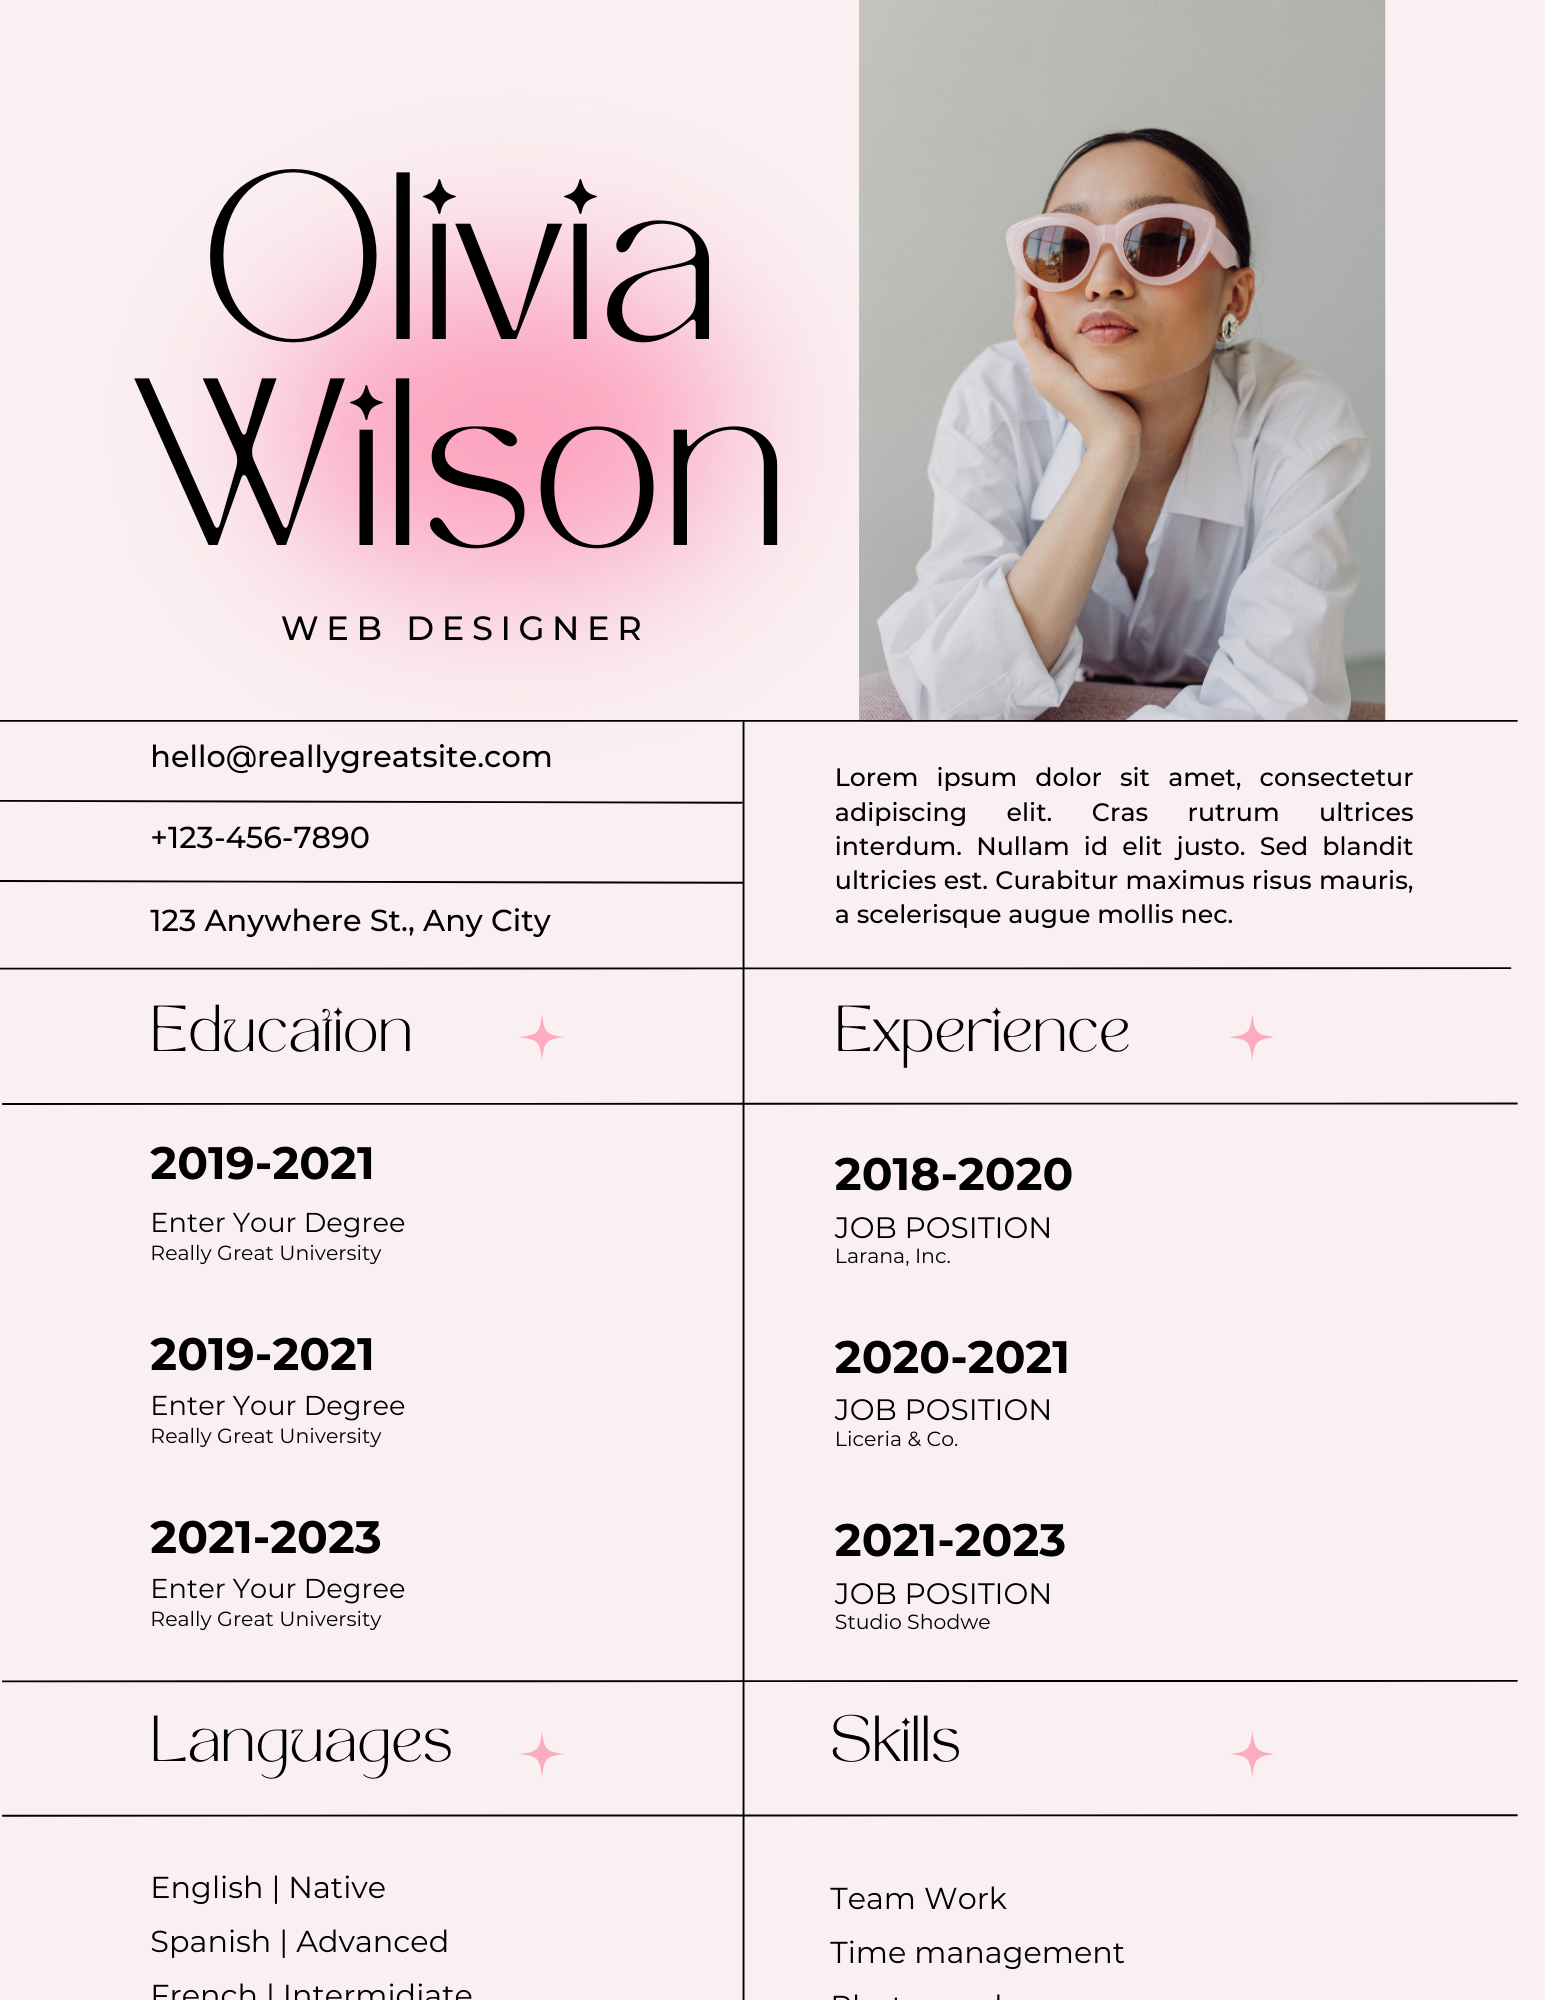 Olivia
Wilson
WEB DESIGNER
hello@reallygreatsite.com
+123-456-7890
123 Anywhere St., Any City
Lorem ipsum dolor sit amet, consectetur
adipiscing elit. Cras rutrum ultrices
interdum. Nullam id elit justo. Sed blandit
ultricies est. Curabitur maximus risus mauris,
a scelerisque augue mollis nec.
Education
2019-2021
Enter Your Degree
Really Great University
2019-2021
Enter Your Degree
Really Great University
2021-2023
Enter Your Degree
Really Great University
Experience
2018-2020
JOB POSITION
Larana, Inc.
2020-2021
JOB POSITION
Liceria & Co.
2021-2023
JOB POSITION
Studio Shodwe
Languages
English | Native
Spanish | Advanced
French | Intermidiate
Skills
Team Work
Time management